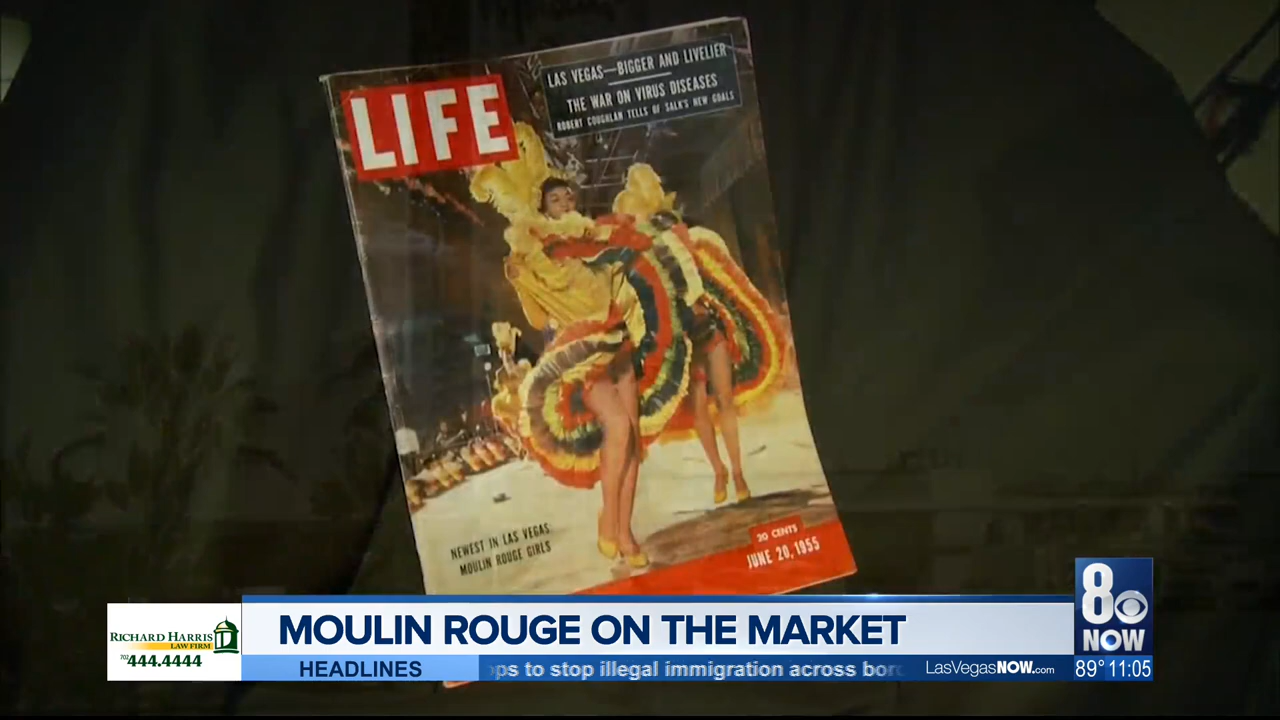 LIFE
LAS VEGAS—BIGGER AND LIVELIER
THE WAR ON VIRUS DISEASES
ROBERT COUGHLAN TELLS OF SALK'S NEW GOALS
NEWEST IN LAS VEGAS:
MOULIN ROUGE GIRLS
20 CENTS
JUNE 20, 1955
RICHARD HARRIS
LAW FIRM
702 444.4444
MOULIN ROUGE ON THE MARKET
HEADLINES
to stop illegal immigration across
LasVegasNOW.com
8
NOW
89° 11:05